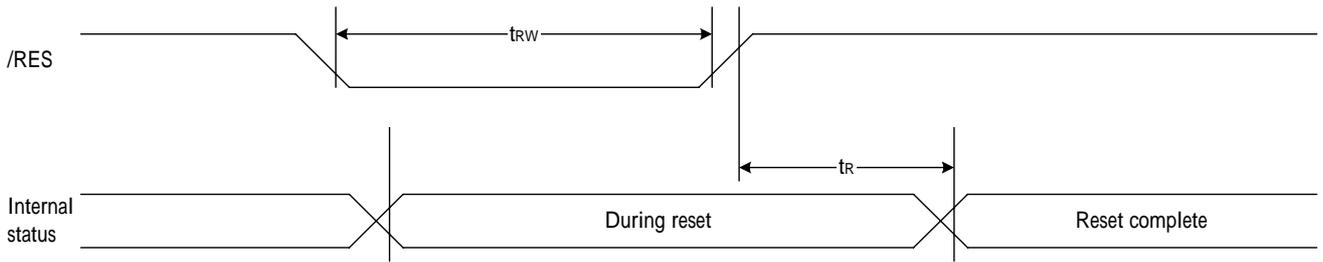 tRW
/RES
tR
Internal
status
During reset
Reset complete